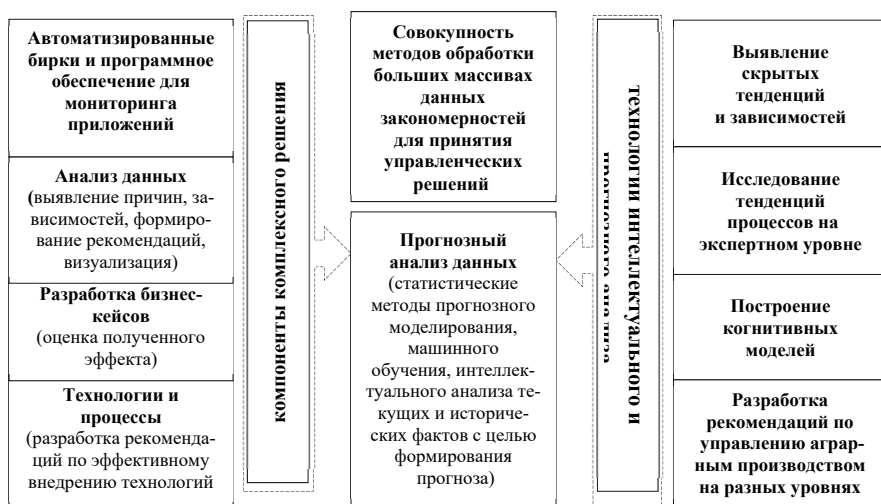 Автоматизированные
бирки и программное
обеспечение для
мониторинга
приложений
Анализ данных
(выявление причин, за-
висимостей, формиро-
вание рекомендаций,
визуализация)
Разработка бизнес-
кейсов
(оценка полученного
эффекта)
Технологии и
процессы
(разработка рекоменда-
ций по эффективному
внедрению технологий
компоненты комплексного решения
Совокупность
методов обработки
больших массивах
данных
закономерностей
для принятия
управленческих
решений
Прогнозный
анализ данных
(статистические
методы прогнозного
моделирования,
машинного
обучения, интеллек-
туального анализа те-
кущих и историче-
ских фактов с целью
формирования
прогноза)
технологии интеллектуального и
Выявление
скрытых
тенденций
и зависимостей
Исследование
тенденций
процессов на
экспертном уровне
Построение
когнитивных
моделей
Разработка
рекомендаций по
управлению аграр-
ным производством
на разных уровнях